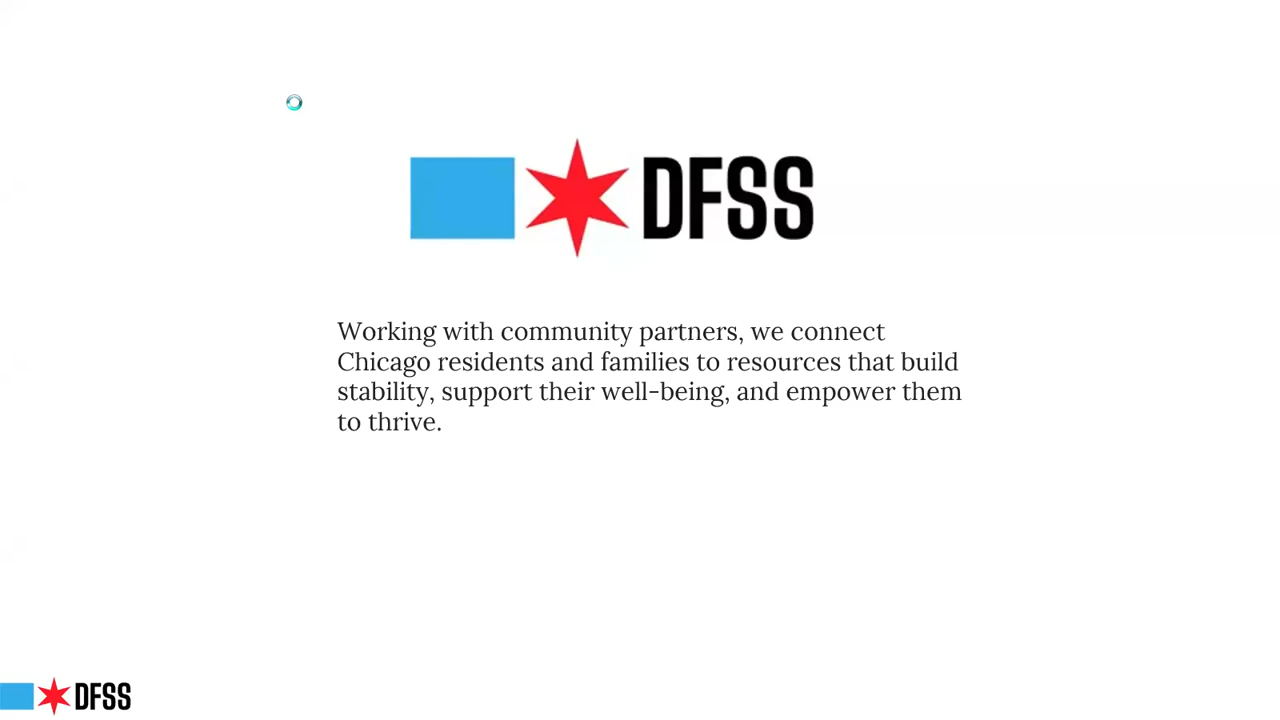 DFSS
Working with community partners, we connect
Chicago residents and families to resources that build
stability, support their well-being, and empower them
to thrive.
DFSS